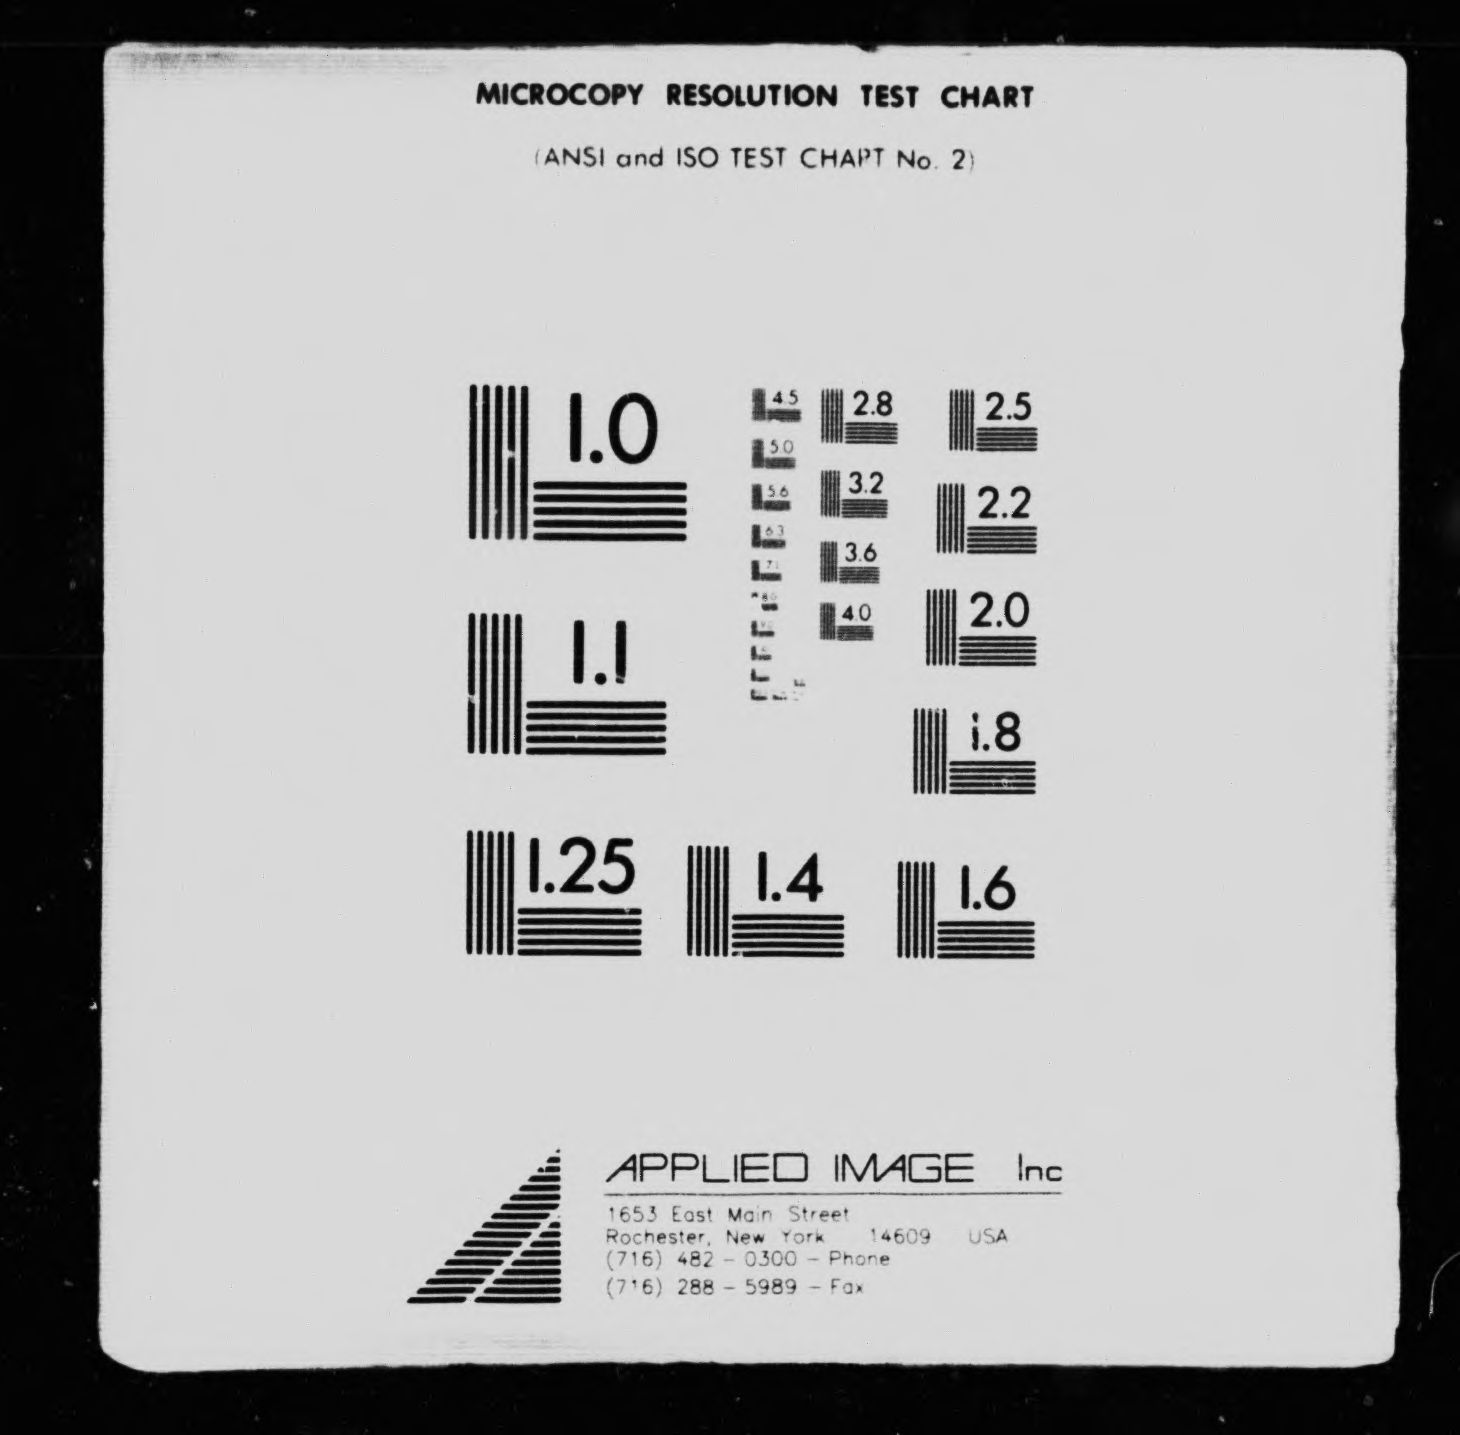 MICROCOPY RESOLUTION TEST CHART
(ANSI and ISO TEST CHART No. 2)
1.0
1.1
1.25
1.4
1.6
1.8
2.0
2.2
2.5
2.8
3.2
3.6
4.0
4.5
5.0
5.6
6.3
7.1
8.0
APPLIED IMAGE Inc
1653 East Main Street
Rochester, New York 14609 USA
(716) 482 - 0300 - Phone
(716) 288 - 5989 - Fax